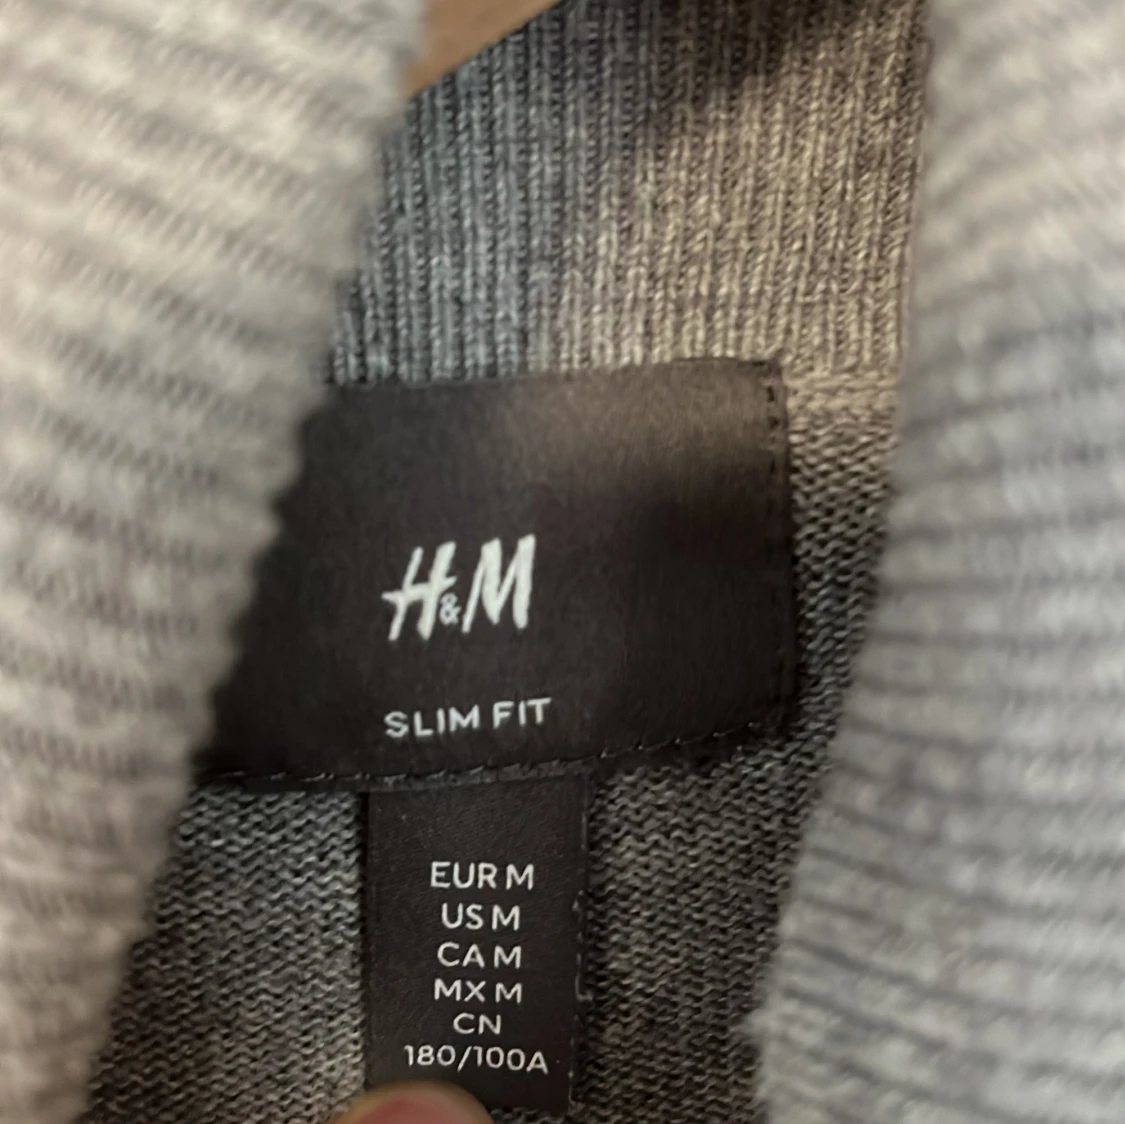 H&M
SLIM FIT
EUR M
US M
CA M
MX M
CN
180/100A